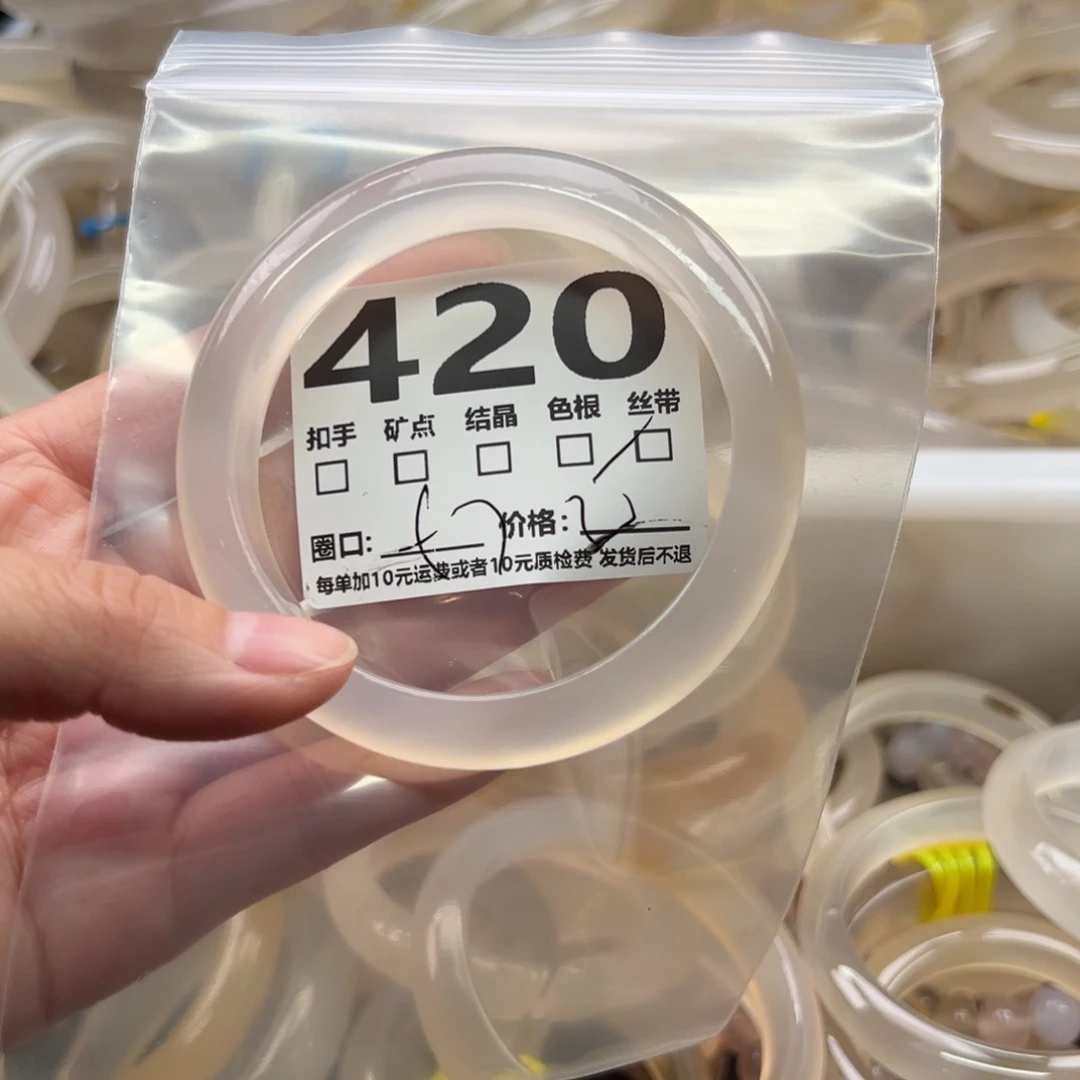 420
扣手 矿点 结晶 色根 丝带
圈口: 价格:
每单加10元运费或者10元质检费 发货后不退